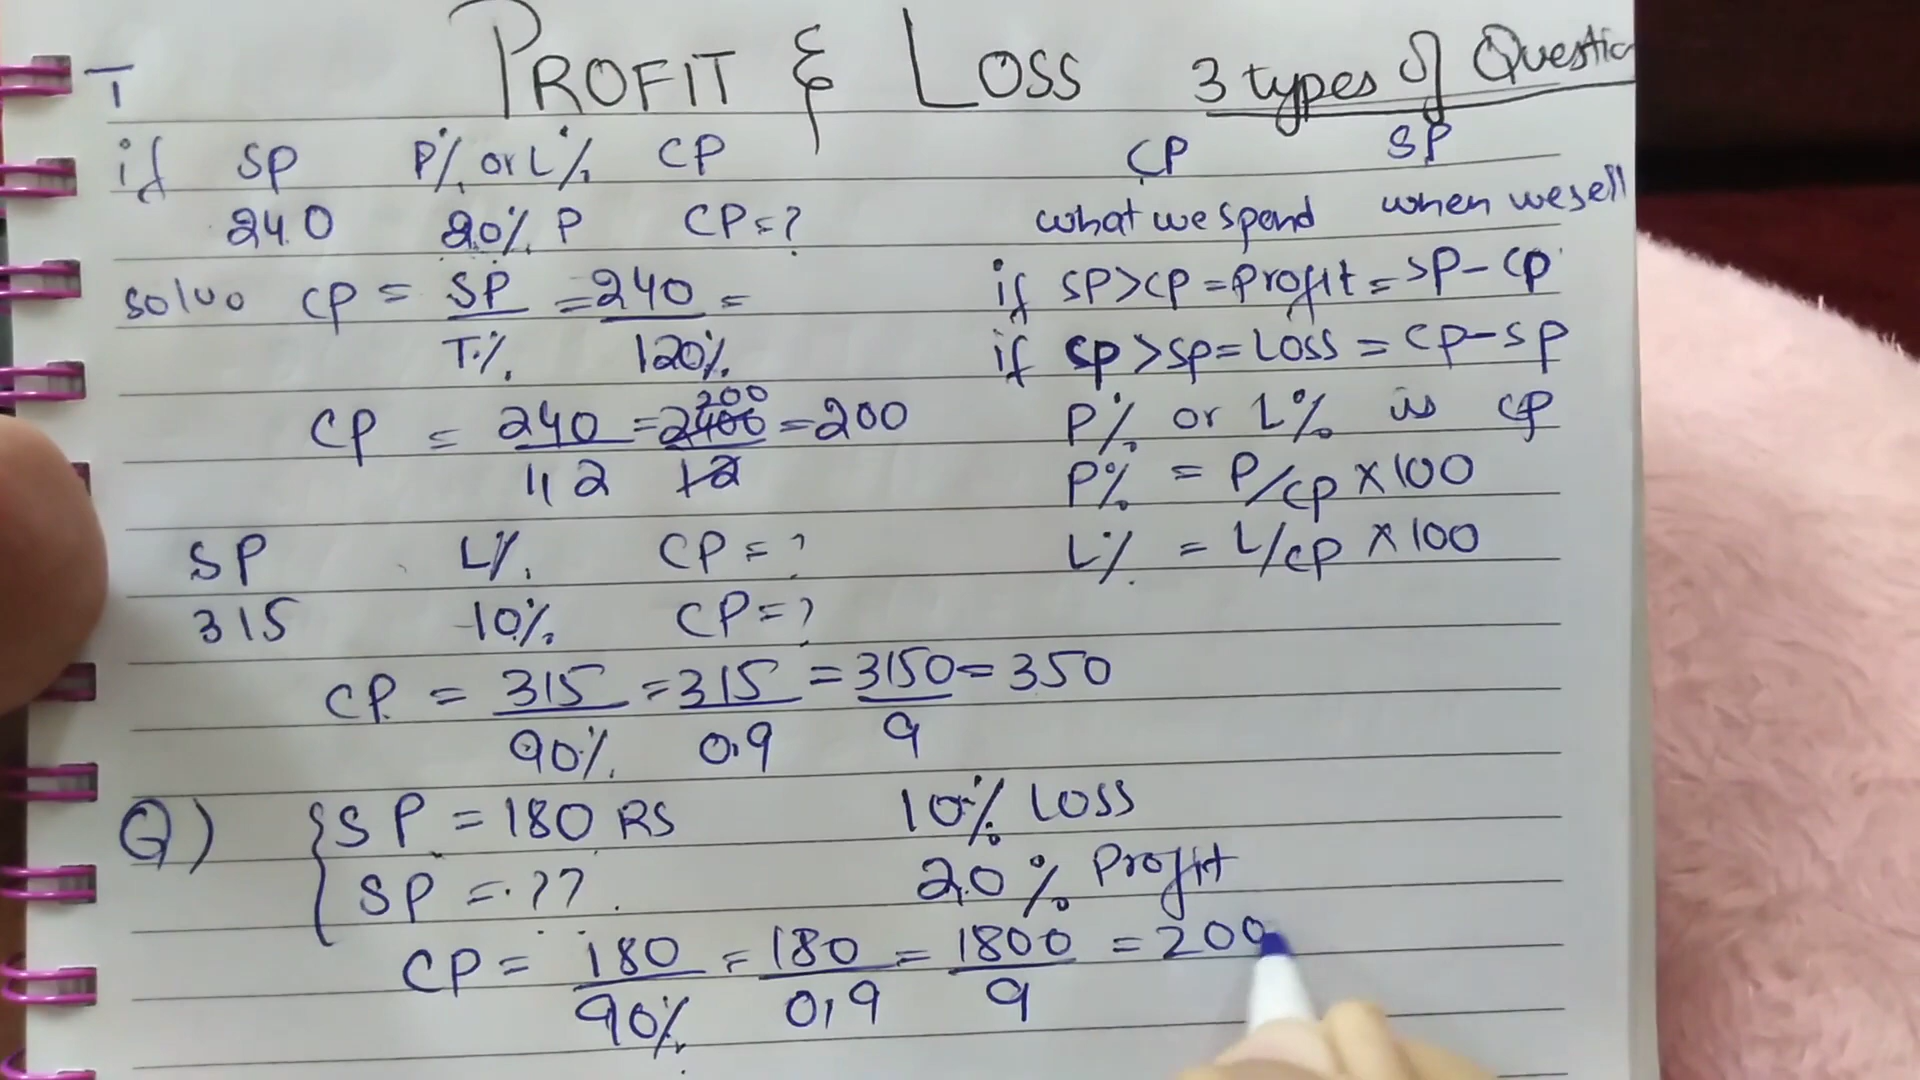 PROFIT & LOSS 3 types of Questio
T
if SP P% or L% CP
240 20% P CP=?
CP SP
what we spend when we sell
solvo CP = SP/T% = 240/120% =
if SP>CP = Profit = SP-CP
CP = 240/1,2 = 2400/12 200 = 200
if CP>SP = LOSS = CP-SP
P% or L% is CP
P% = P/CP X100
L% = L/CP X100
SP L% CP = ?
315 10% CP = ?
CP = 315/90% = 315/0.9 = 3150/9 = 350
Q) { SP = 180 RS 10% LOSS
SP = ?? 20% Profit
CP = 180/90% = 180/0,9 = 1800/9 = 200